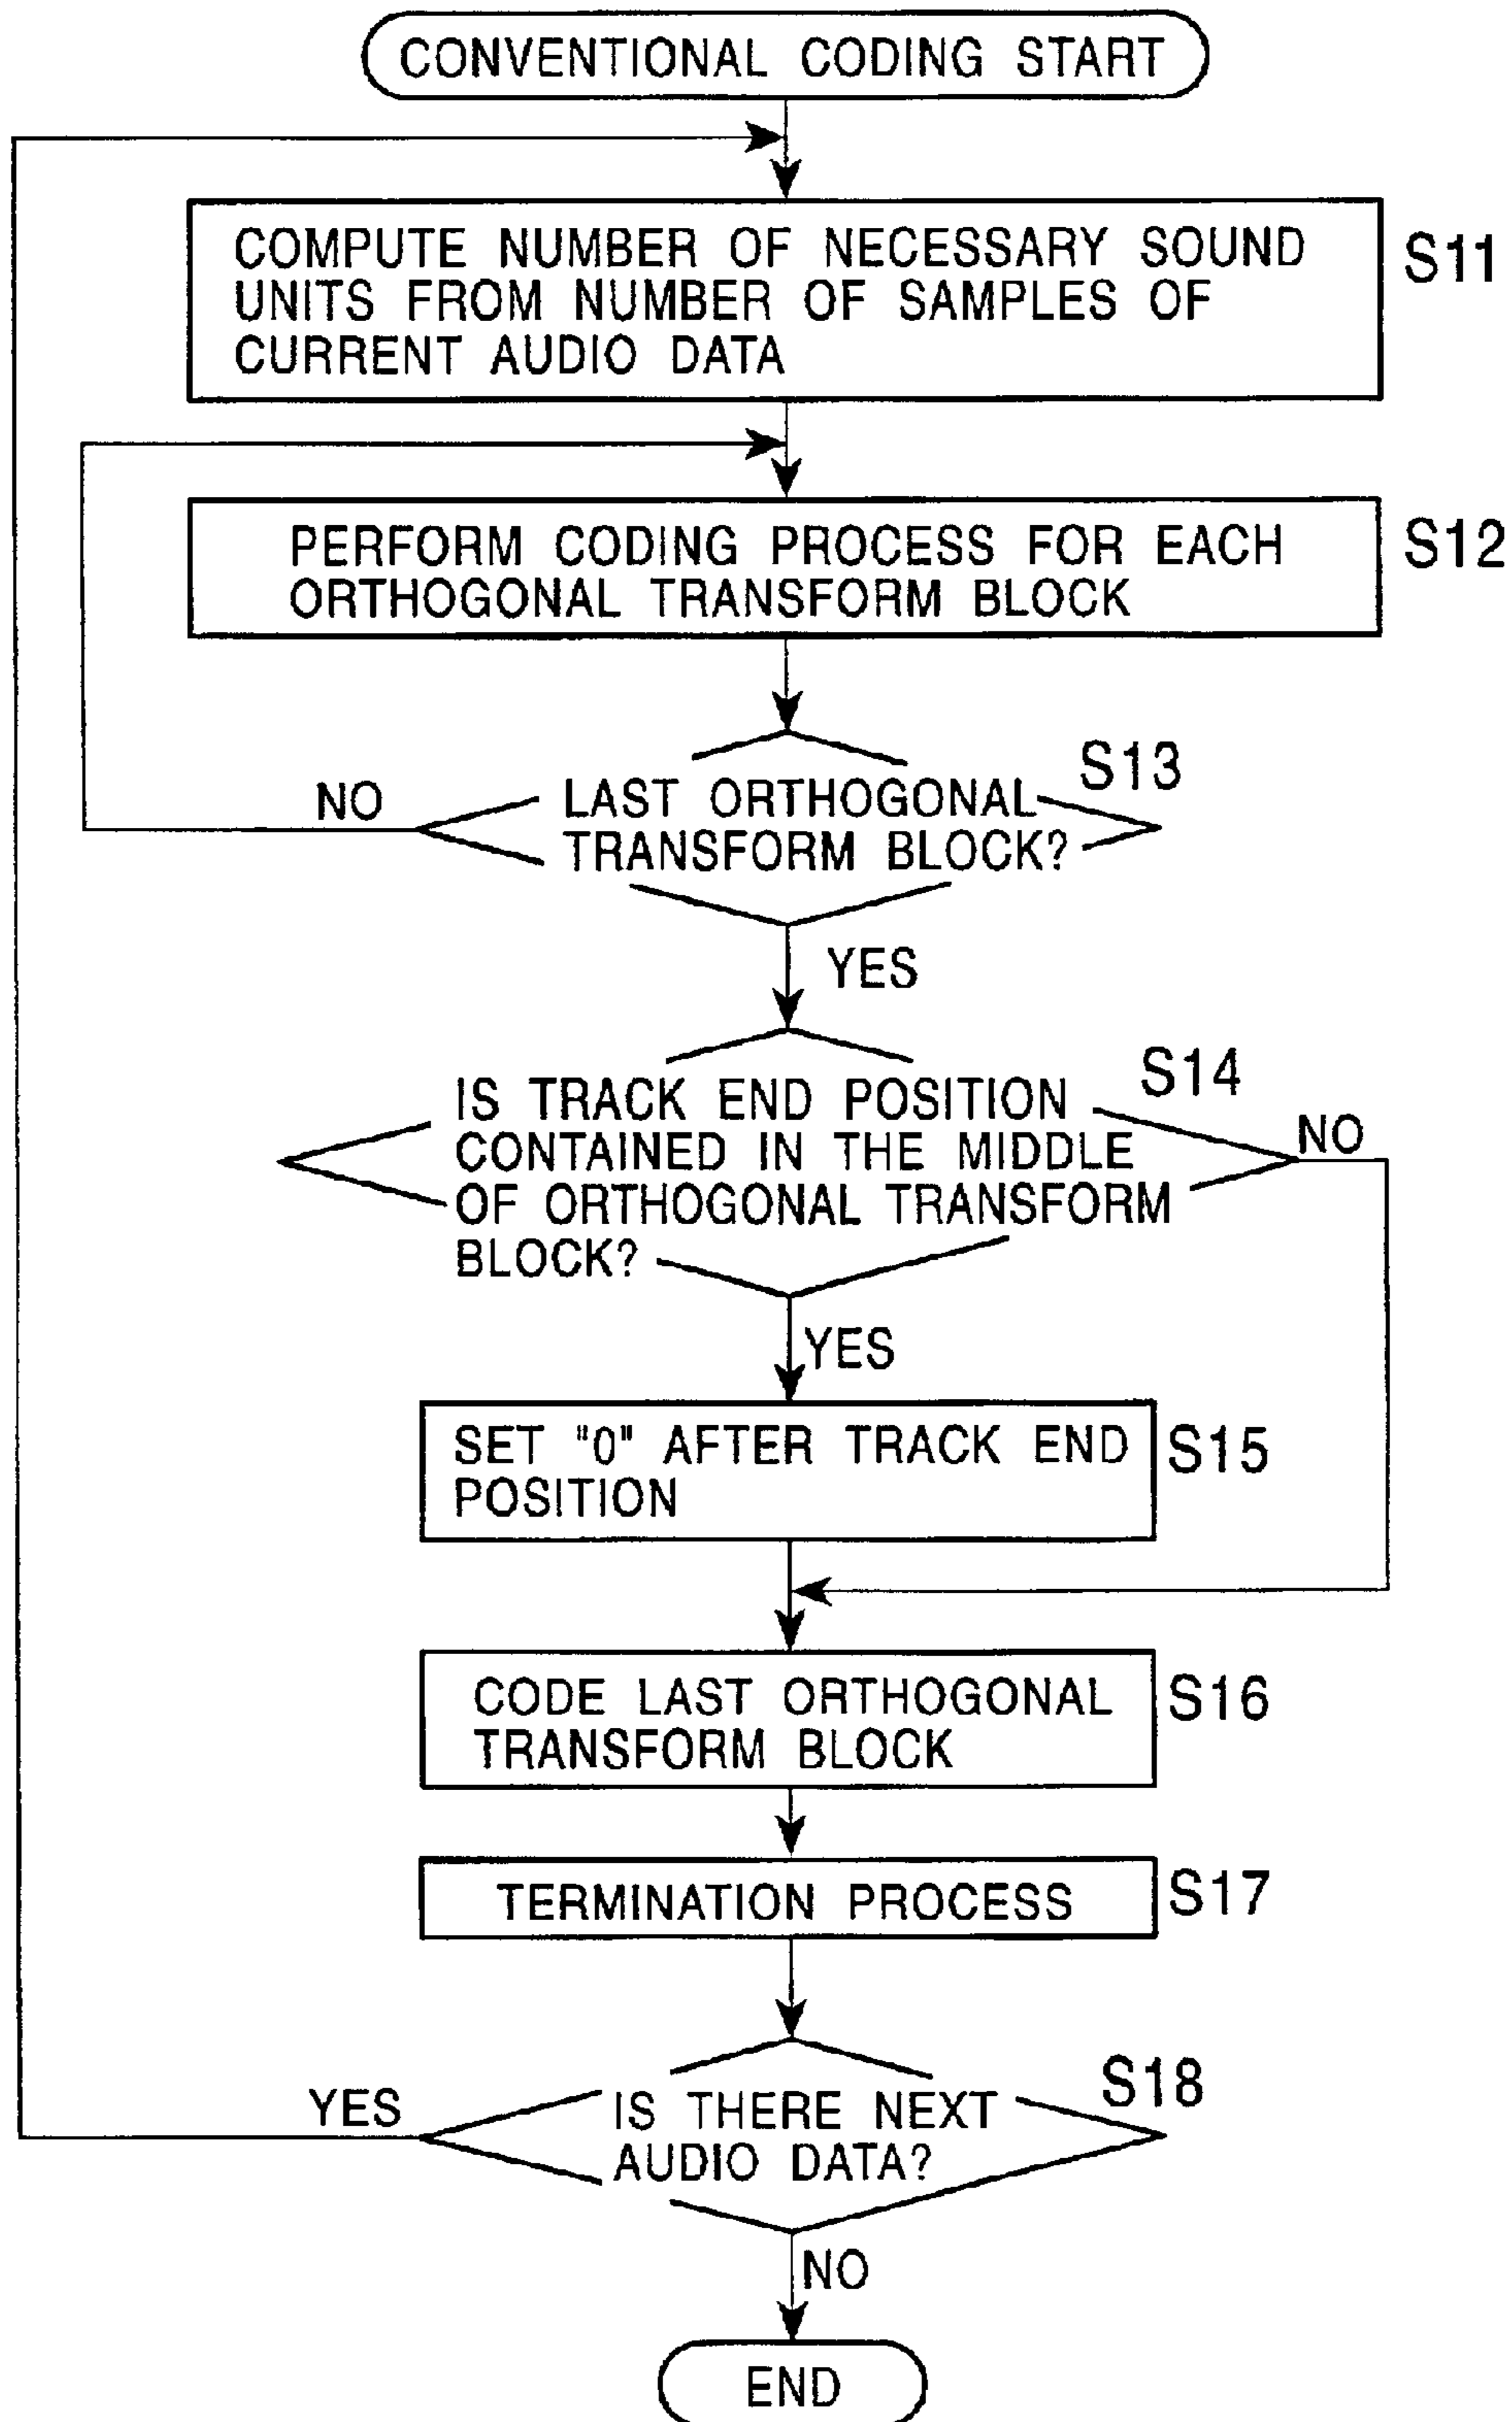 CONVENTIONAL CODING START
COMPUTE NUMBER OF NECESSARY SOUND
UNITS FROM NUMBER OF SAMPLES OF
CURRENT AUDIO DATA
S11
PERFORM CODING PROCESS FOR EACH
ORTHOGONAL TRANSFORM BLOCK
S12
S13
NO
LAST ORTHOGONAL
TRANSFORM BLOCK?
YES
S14
IS TRACK END POSITION
CONTAINED IN THE MIDDLE
OF ORTHOGONAL TRANSFORM
BLOCK?
NO
YES
SET "0" AFTER TRACK END
POSITION
S15
CODE LAST ORTHOGONAL
TRANSFORM BLOCK
S16
TERMINATION PROCESS
S17
S18
YES
IS THERE NEXT
AUDIO DATA?
NO
END